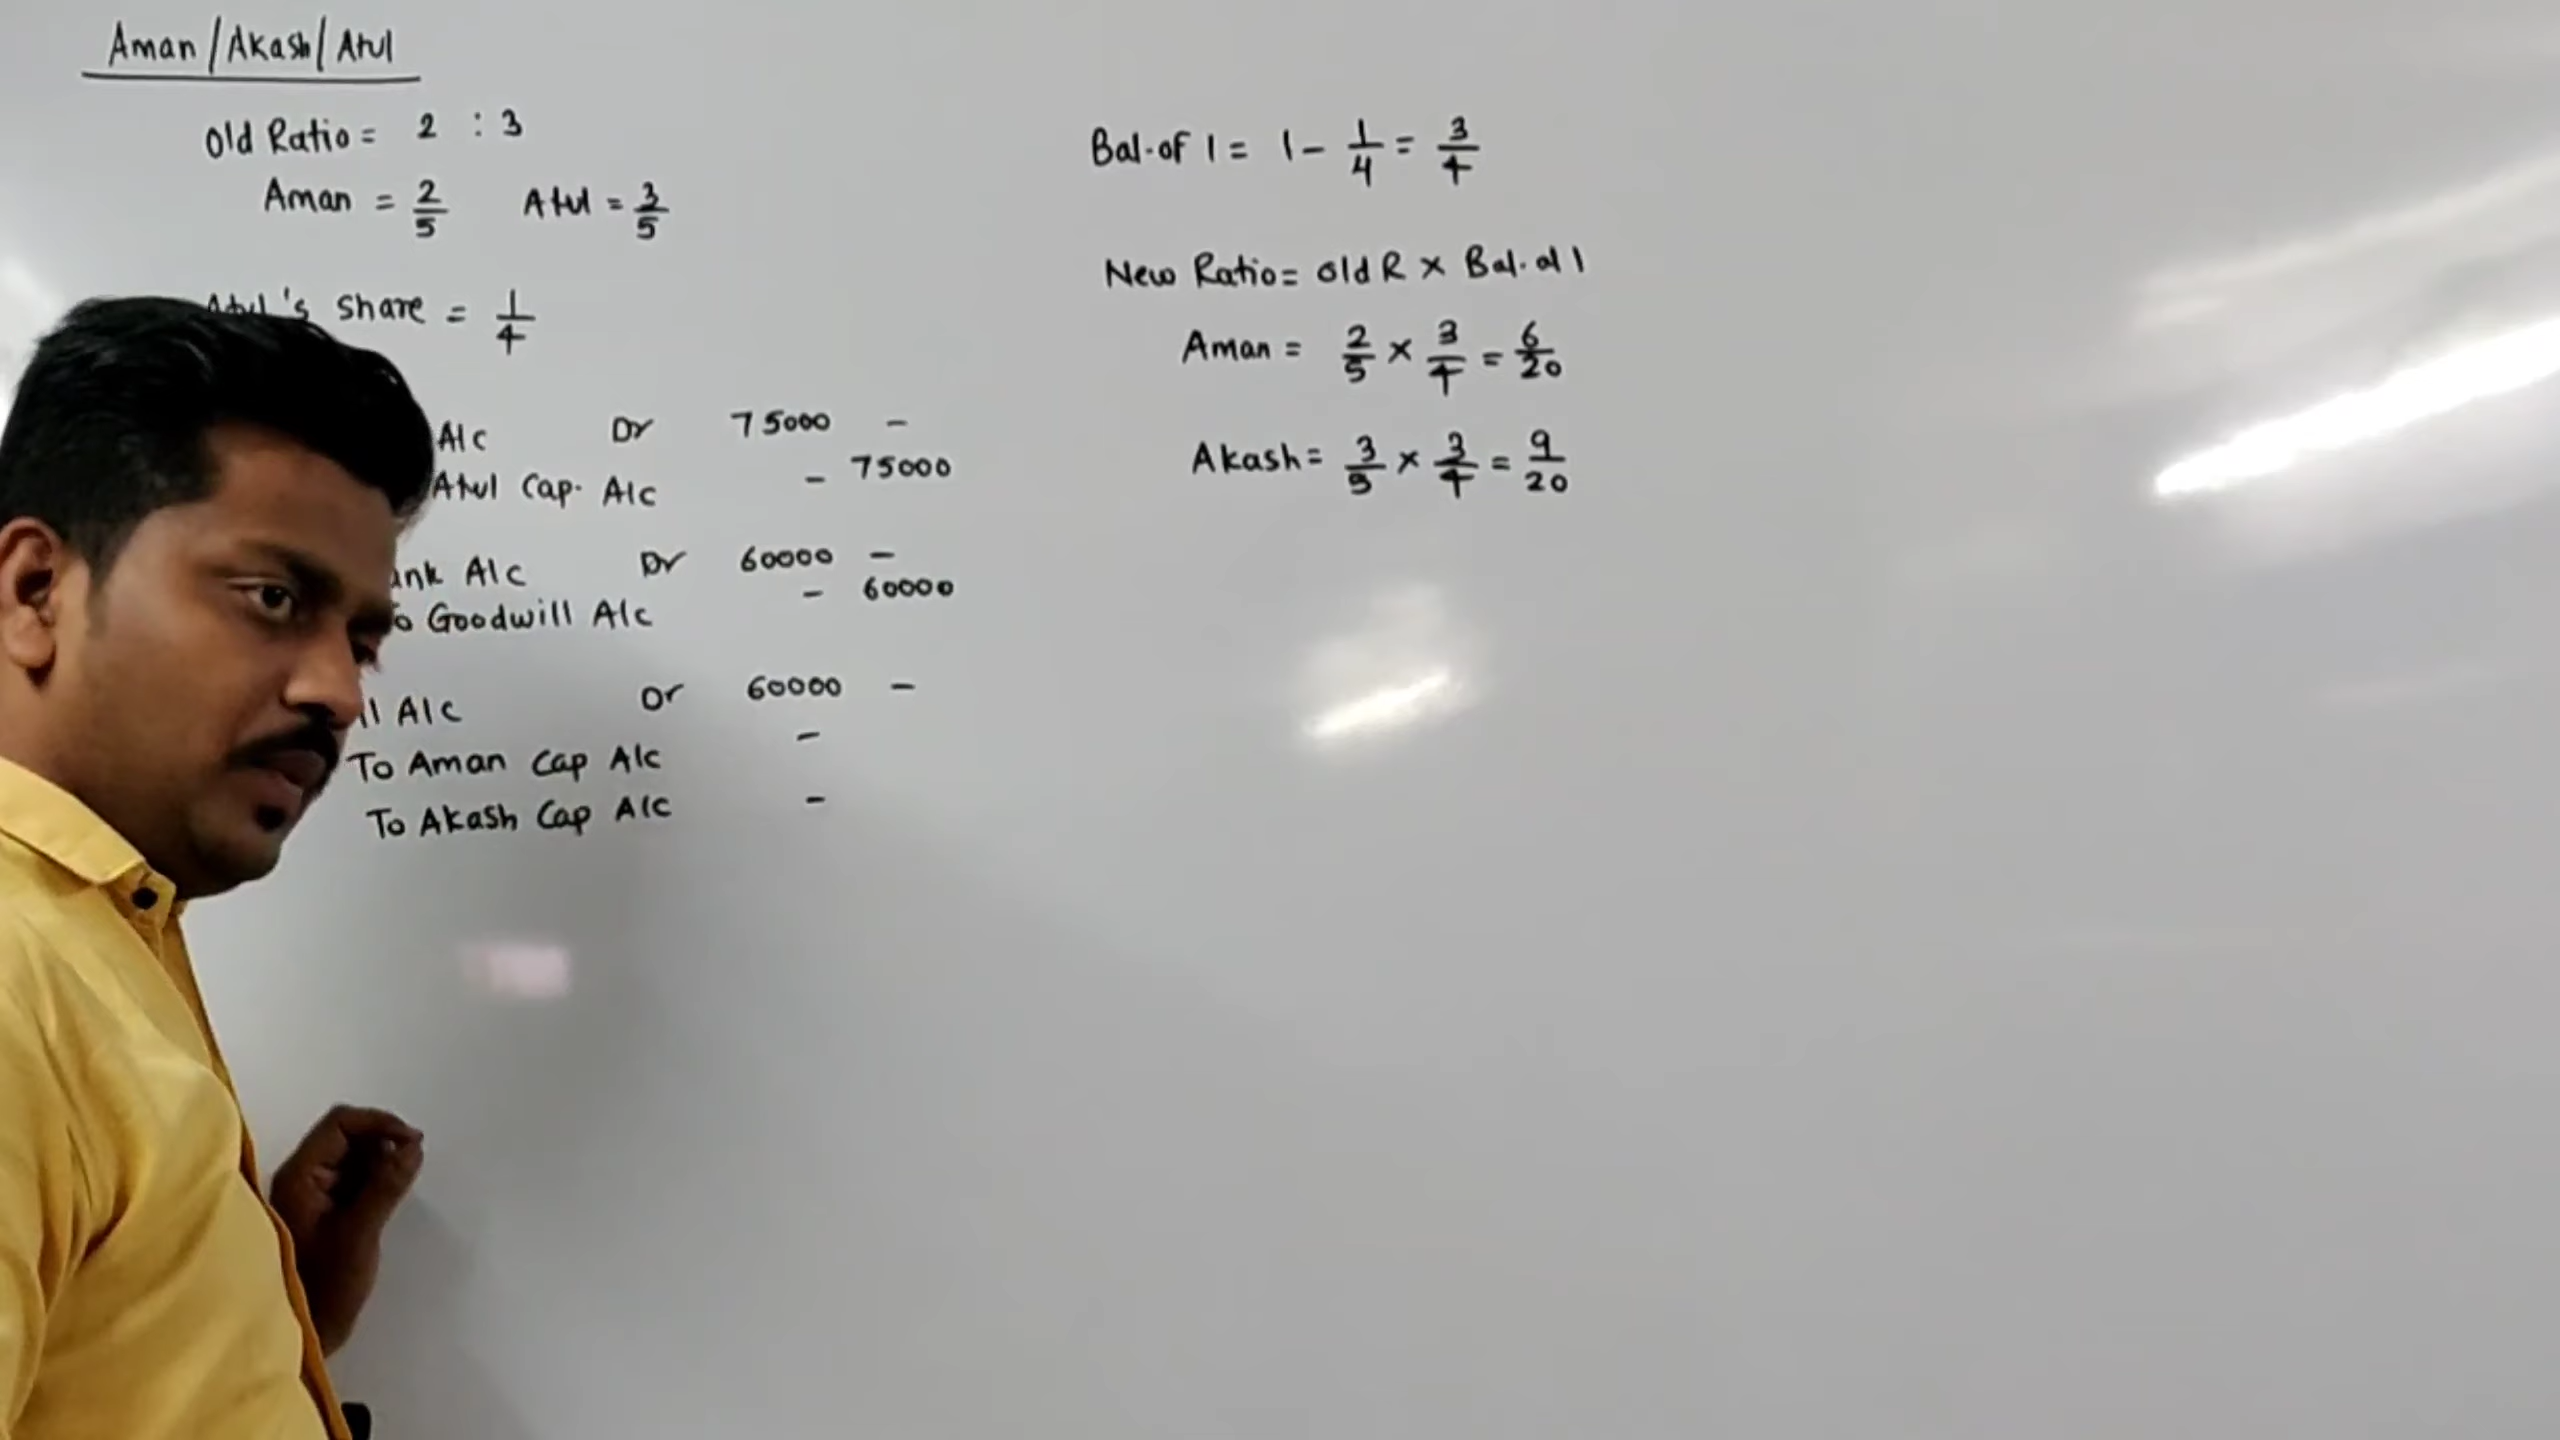 Aman / Akash / Atul
Old Ratio = 2 : 3
Aman = 2/5 Atul = 3/5
's share = 1/4
A/c Dr 75000 -
Atul Cap. A/c - 75000
ank A/c Dr 60000 -
To Goodwill A/c - 60000
ll A/c Dr 60000 -
To Aman Cap A/c -
To Akash Cap A/c -
Bal. of 1 = 1 - 1/4 = 3/4
New Ratio = old R x Bal. of 1
Aman = 2/5 x 3/4 = 6/20
Akash = 3/5 x 3/4 = 9/20